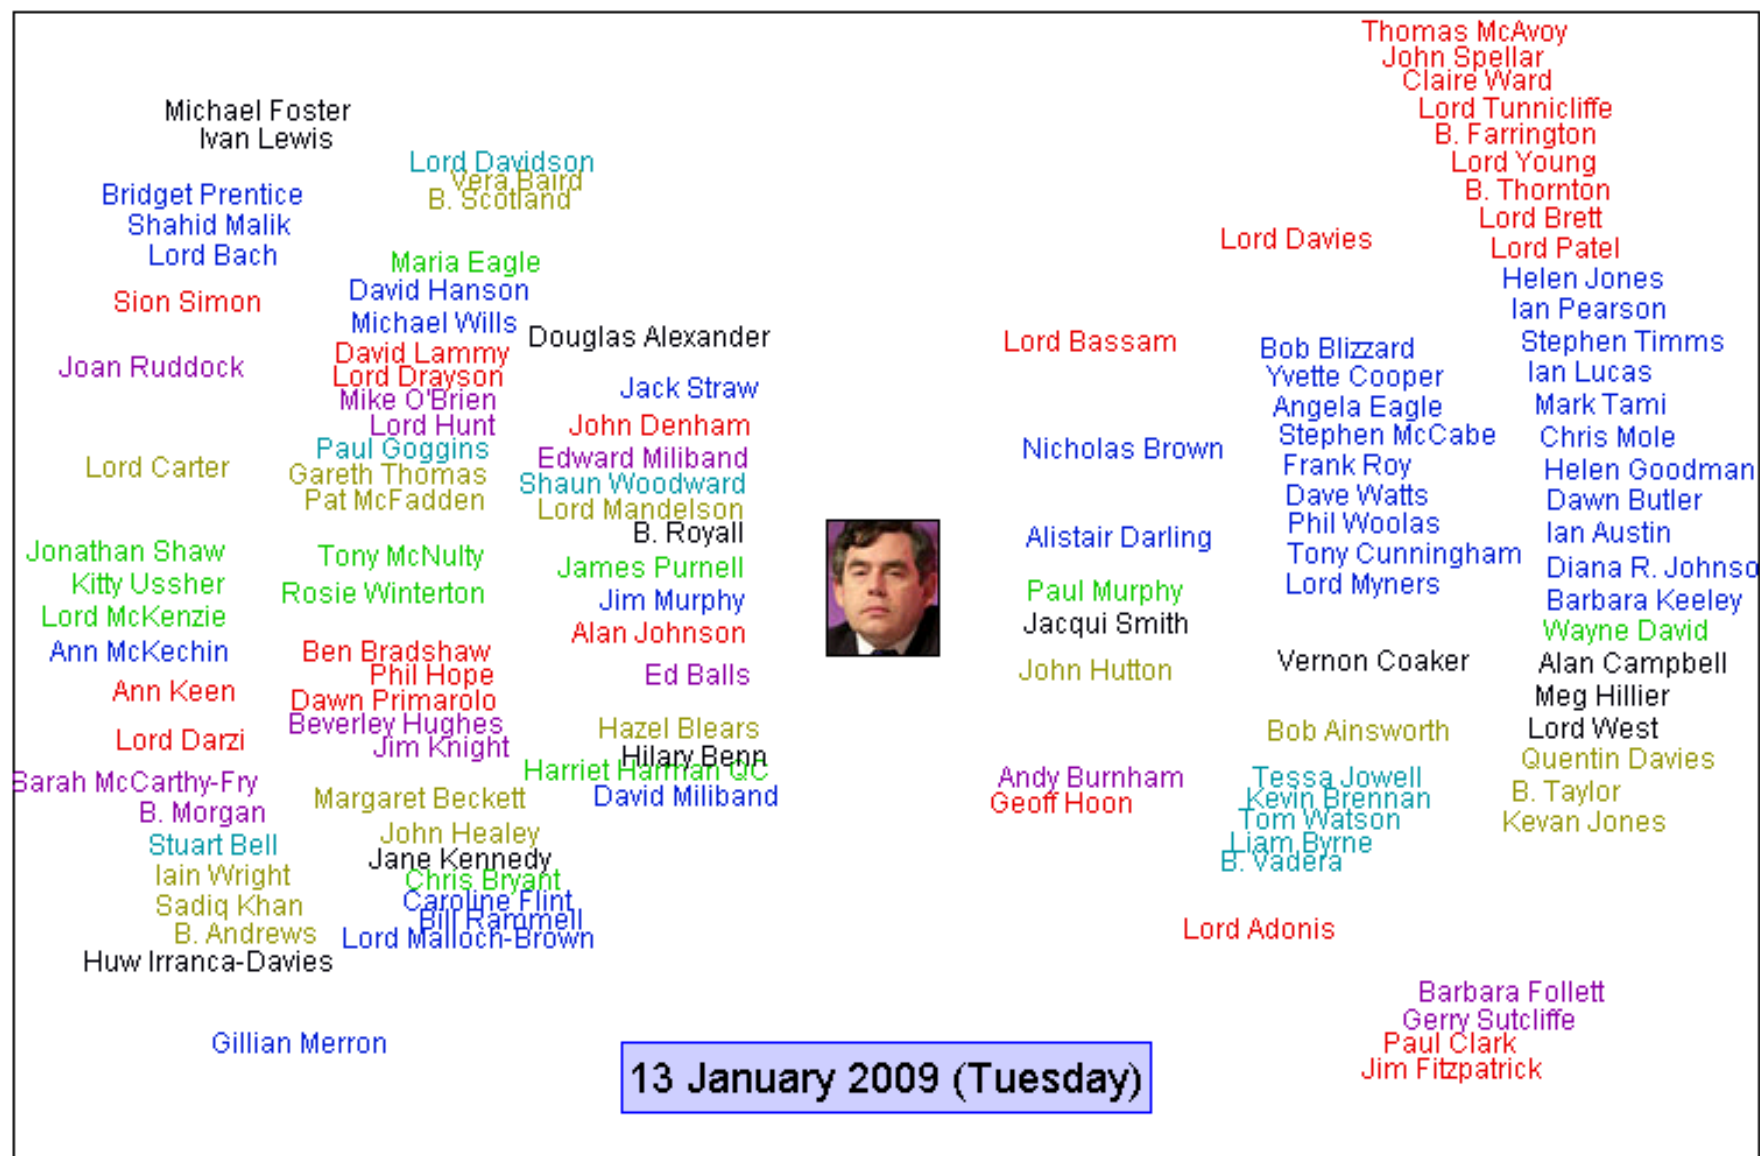 Michael Foster
Ivan Lewis
Bridget Prentice
Shahid Malik
Lord Bach
Sion Simon
Joan Ruddock
Lord Carter
Jonathan Shaw
Kitty Ussher
Lord McKenzie
Ann McKechin
Ann Keen
Lord Darzi
Sarah McCarthy-Fry
B. Morgan
Stuart Bell
Iain Wright
Sadiq Khan
B. Andrews
Huw Irranca-Davies
Gillian Merron
Lord Davidson
Vera Baird
B. Scotland
Maria Eagle
David Hanson
Michael Wills
David Lammy
Lord Drayson
Mike O'Brien
Lord Hunt
Paul Goggins
Gareth Thomas
Pat McFadden
Tony McNulty
Rosie Winterton
Ben Bradshaw
Phil Hope
Dawn Primarolo
Beverley Hughes
Jim Knight
Margaret Beckett
John Healey
Jane Kennedy
Chris Bryant
Caroline Flint
Bill Rammell
Lord Malloch-Brown
Douglas Alexander
Jack Straw
John Denham
Edward Miliband
Shaun Woodward
Lord Mandelson
B. Royall
James Purnell
Jim Murphy
Alan Johnson
Ed Balls
Hazel Blears
Hilary Benn
Harriet Harman QC
David Miliband
13 January 2009 (Tuesday)
Lord Bassam
Nicholas Brown
Alistair Darling
Paul Murphy
Jacqui Smith
John Hutton
Andy Burnham
Geoff Hoon
Lord Davies
Bob Blizzard
Yvette Cooper
Angela Eagle
Stephen McCabe
Frank Roy
Dave Watts
Phil Woolas
Tony Cunningham
Lord Myners
Vernon Coaker
Bob Ainsworth
Tessa Jowell
Kevin Brennan
Tom Watson
Liam Byrne
B. Vadera
Lord Adonis
Thomas McAvoy
John Spellar
Claire Ward
Lord Tunnicliffe
B. Farrington
Lord Young
B. Thornton
Lord Brett
Lord Patel
Helen Jones
Ian Pearson
Stephen Timms
Ian Lucas
Mark Tami
Chris Mole
Helen Goodman
Dawn Butler
Ian Austin
Diana R. Johnso
Barbara Keeley
Wayne David
Alan Campbell
Meg Hillier
Lord West
Quentin Davies
B. Taylor
Kevan Jones
Barbara Follett
Gerry Sutcliffe
Paul Clark
Jim Fitzpatrick